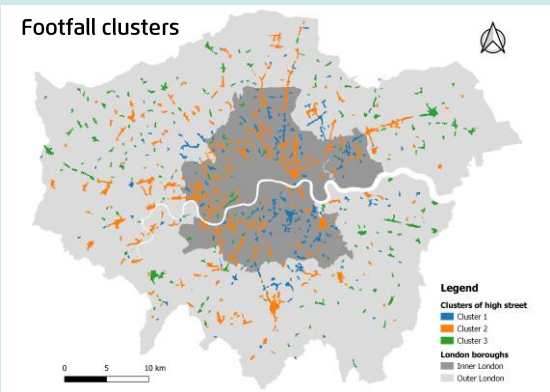 Footfall clusters
Legend
Clusters of high street
Cluster 1
Cluster 2
Cluster 3
London boroughs
Inner London
Outer London
0 5 10 km